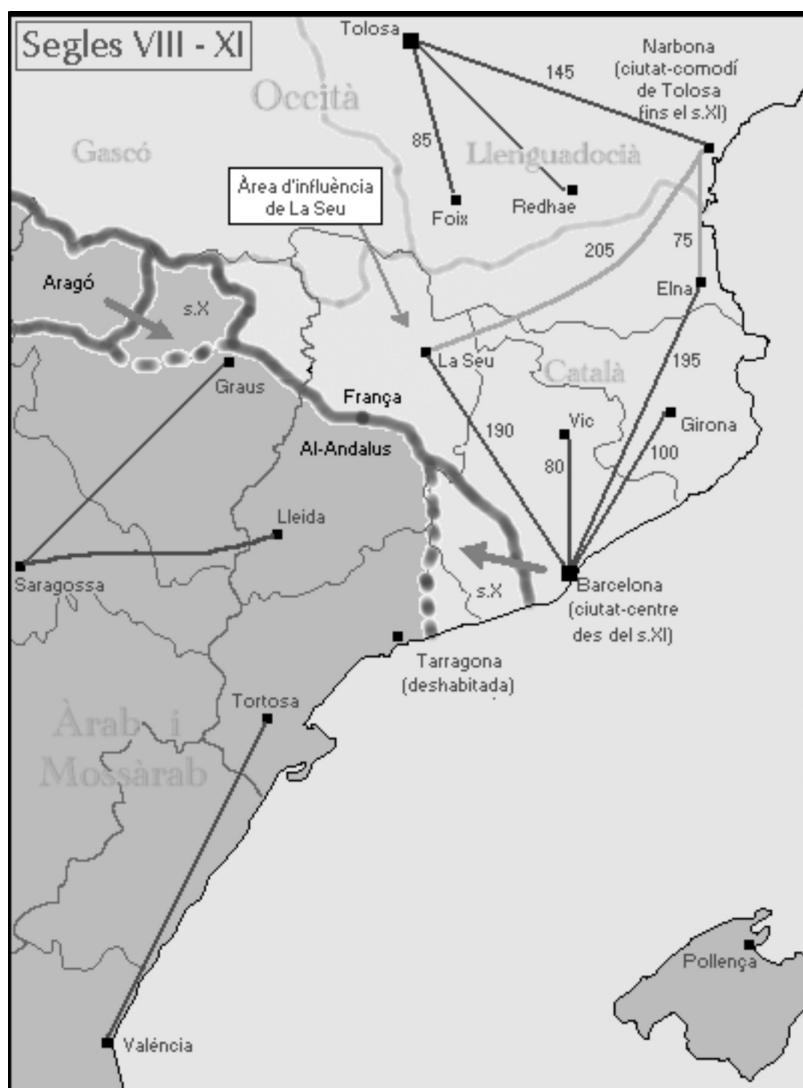 Segles VIII - XI
Tolosa
Narbona
(ciutat-comodí
de Tolosa
fins el s.XI)
145
Occità
85
Gascó
Llenguadocià
Àrea d'influència
de La Seu
Foix
Redhae
205
75
Aragó
s.X
Elna
La Seu
195
Català
Graus
França
190
Vic
Girona
Al-Andalus
80
100
Lleida
Saragossa
s.X
Barcelona
(ciutat-centre
des del s.XI)
Tarragona
(deshabitada)
Tortosa
Àrab i
Mossàrab
Pollença
Valéncia